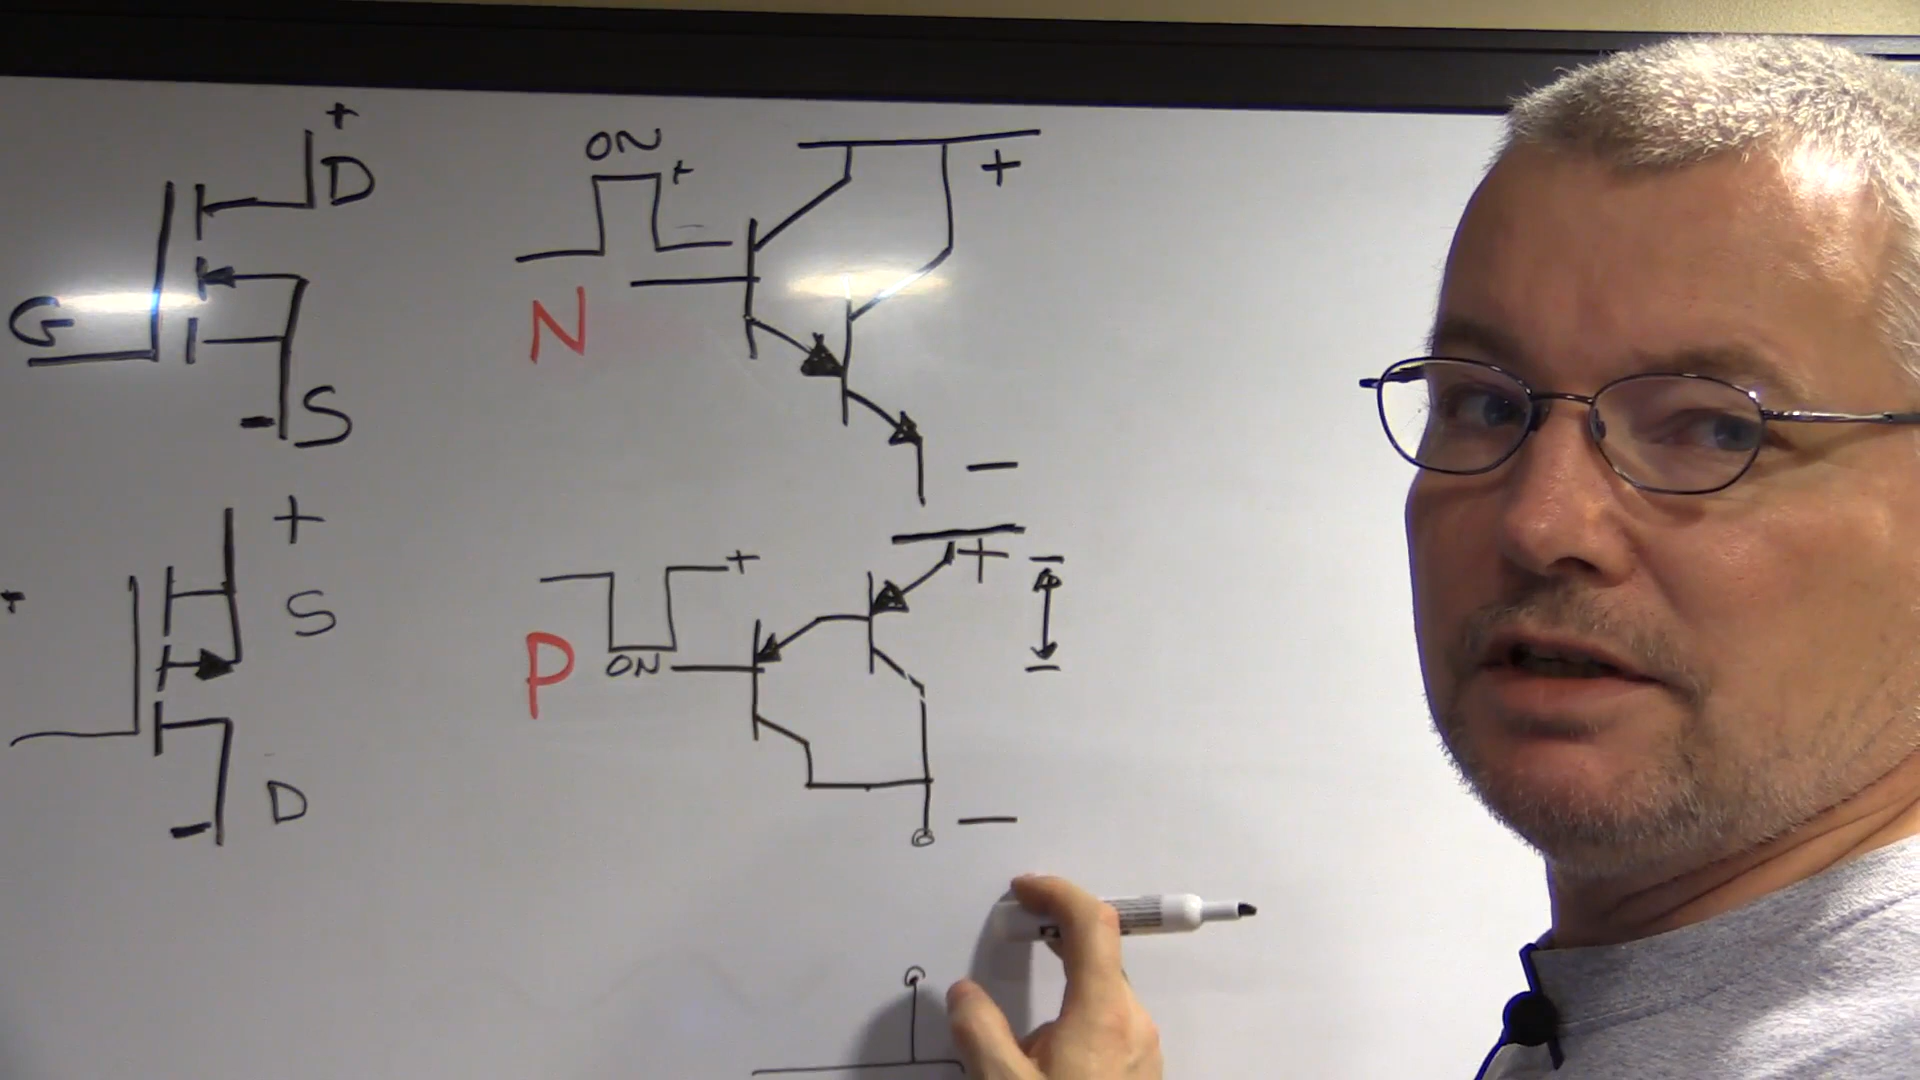 +
D
G
- S
ON
+
N
+
-
+
S
- D
+
P
ON
+
-